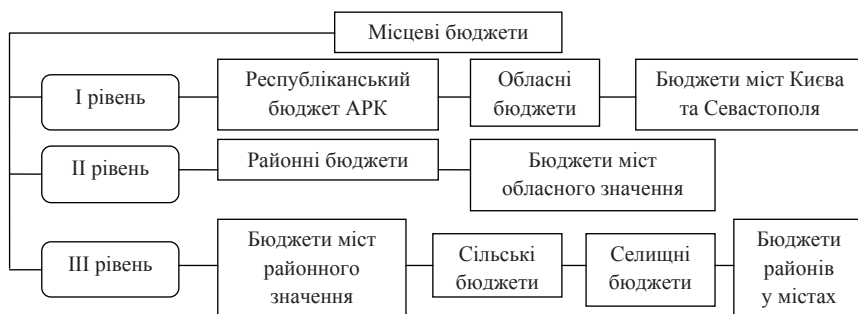 Місцеві бюджети
І рівень
Республіканський
бюджет АРК
Обласні
бюджети
Бюджети міст Києва
та Севастополя
ІІ рівень
Районні бюджети
Бюджети міст
обласного значення
ІІІ рівень
Бюджети міст
районного
значення
Сільські
бюджети
Селищні
бюджети
Бюджети
районів
у містах